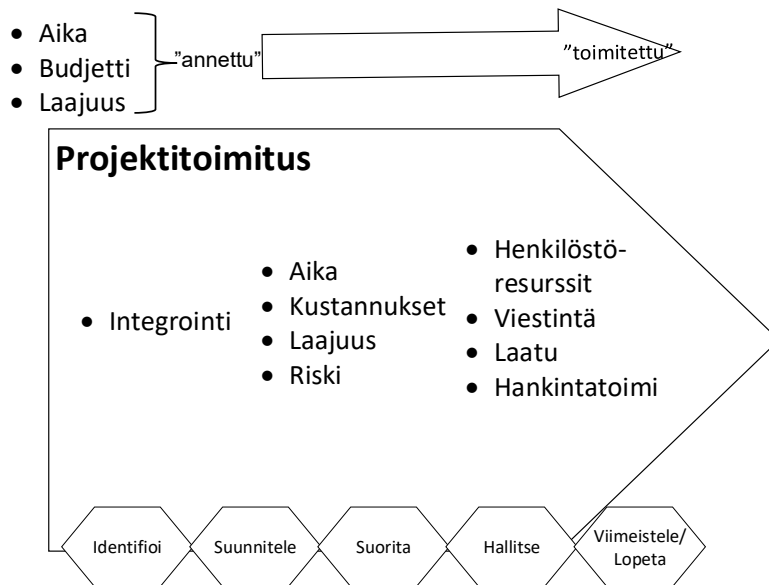 • Aika
• Budjetti
• Laajuus
”annettu”
”toimitettu”
Projektitoimitus
• Integrointi
• Aika
• Kustannukset
• Laajuus
• Riski
• Henkilöstö-
resurssit
• Viestintä
• Laatu
• Hankintatoimi
Identifioi
Suunnitele
Suorita
Hallitse
Viimeistele/
Lopeta